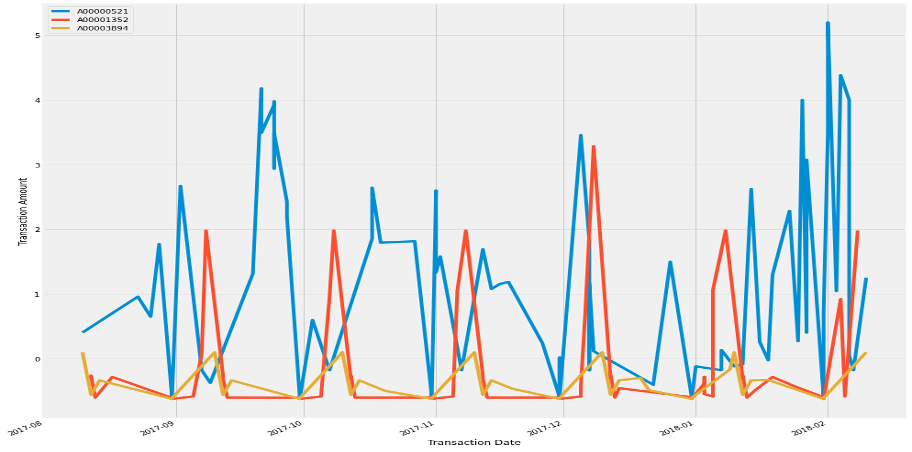 A00000521
A00001352
A00003894
5
4
3
2
1
0
Transaction Amount
2017-08
2017-09
2017-10
2017-11
2017-12
2018-01
2018-02
Transaction Date